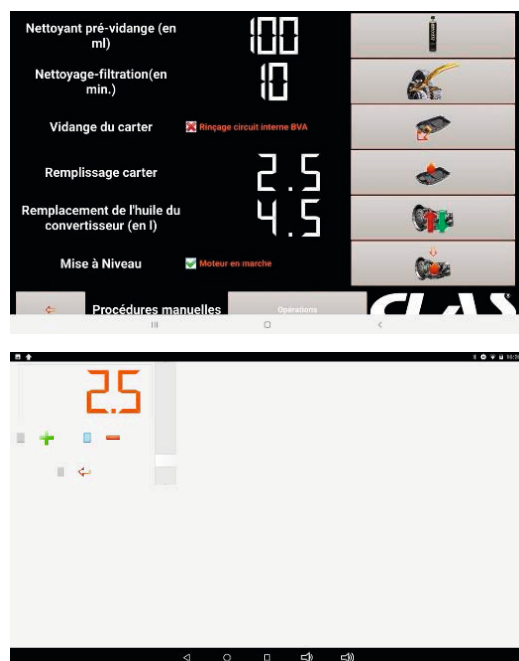 Nettoyant pré-vidange (en
ml)
100
Nettoyage-filtration(en
min.)
10
Vidange du carter
Rinçage circuit interne BVA
Remplissage carter
2.5
Remplacement de l'huile du
convertisseur (en l)
4.5
Mise à Niveau
Moteur en marche
Procédures manuelles
Opérations
CLAS
2.5